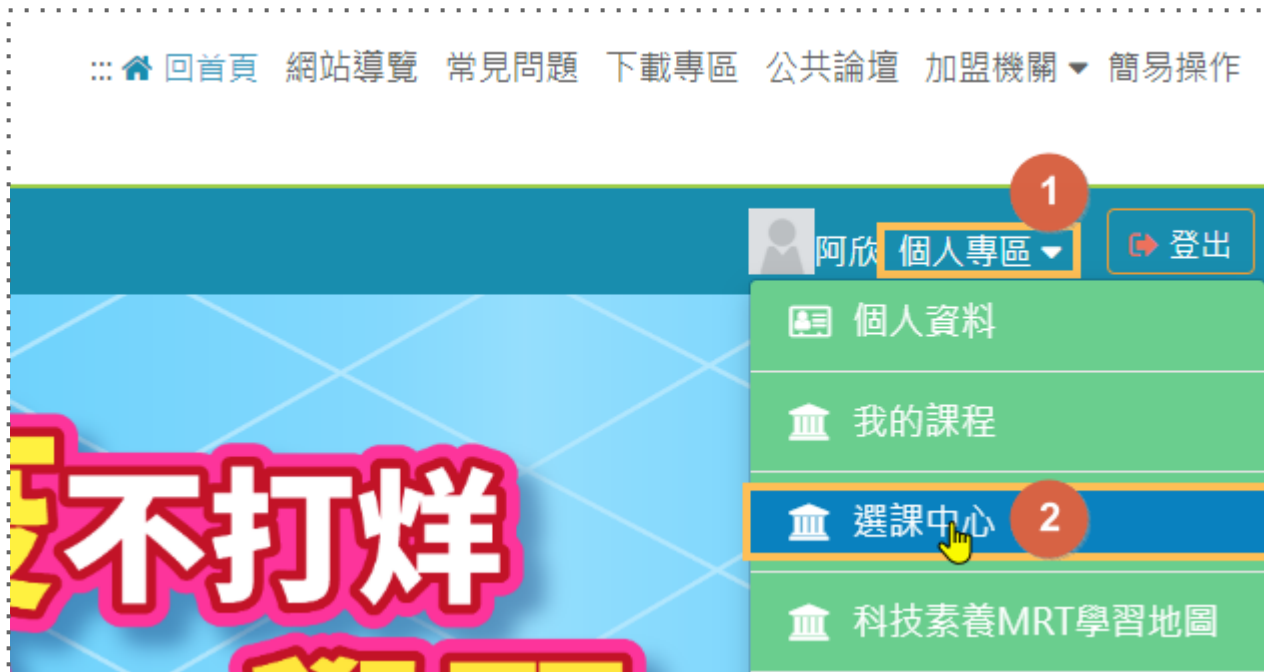 ::: 回首頁 網站導覽 常見問題 下載專區 公共論壇 加盟機關 簡易操作
1
阿欣 個人專區 登出
個人資料
我的課程
不打烊
選課中心 2
科技素養MRT學習地圖